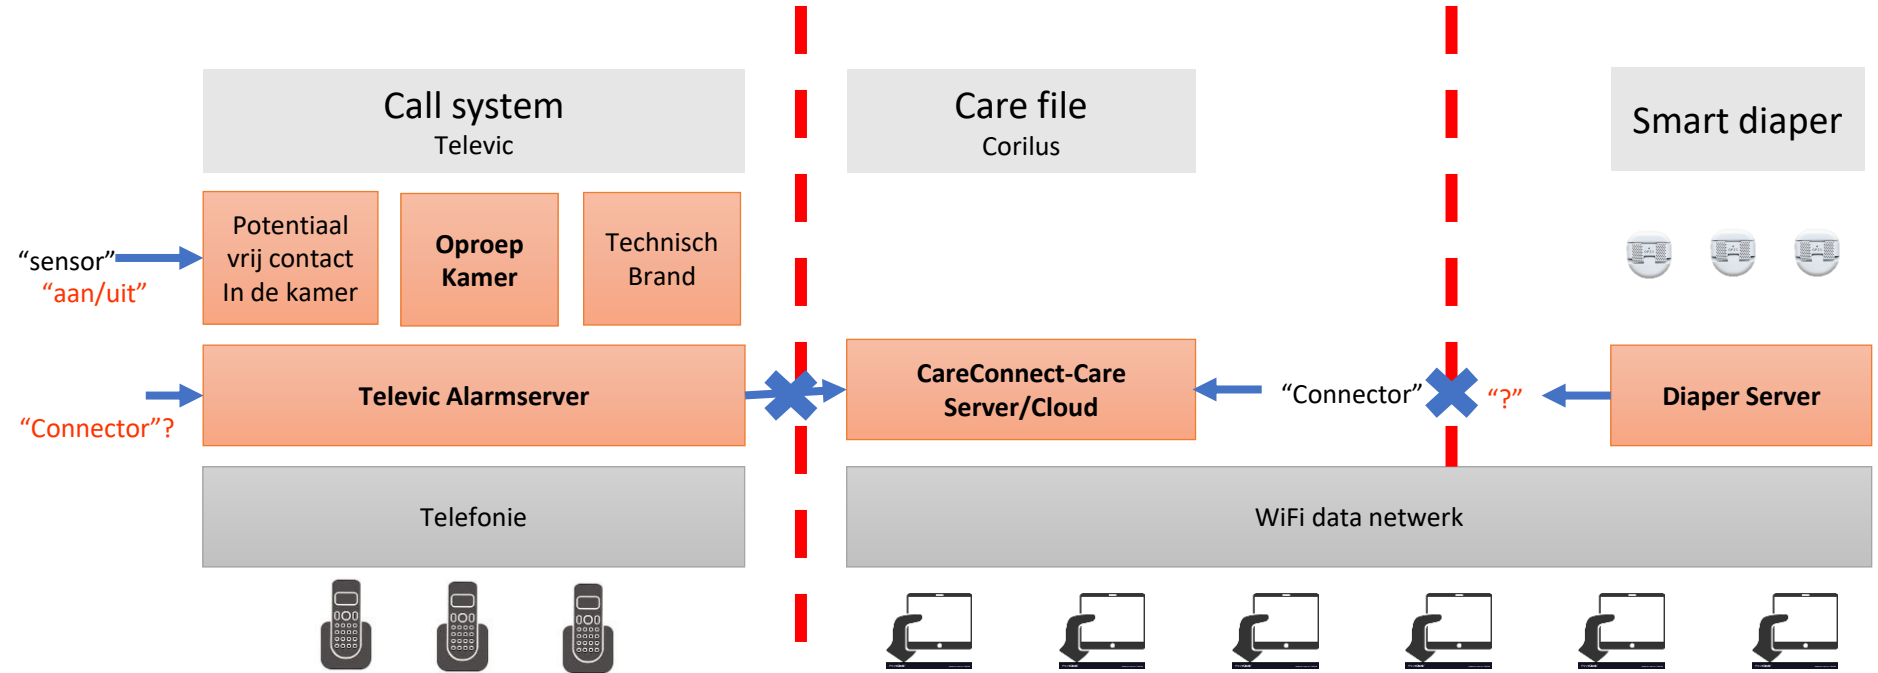 Call system
Televic
Care file
Corilus
Smart diaper
Potentiaal
vrij contact
In de kamer
Oproep
Kamer
Technisch
Brand
“sensor”
“aan/uit”
Televic Alarmserver
“Connector”?
CareConnect-Care
Server/Cloud
“Connector”
“?”
Diaper Server
Telefonie
WiFi data netwerk